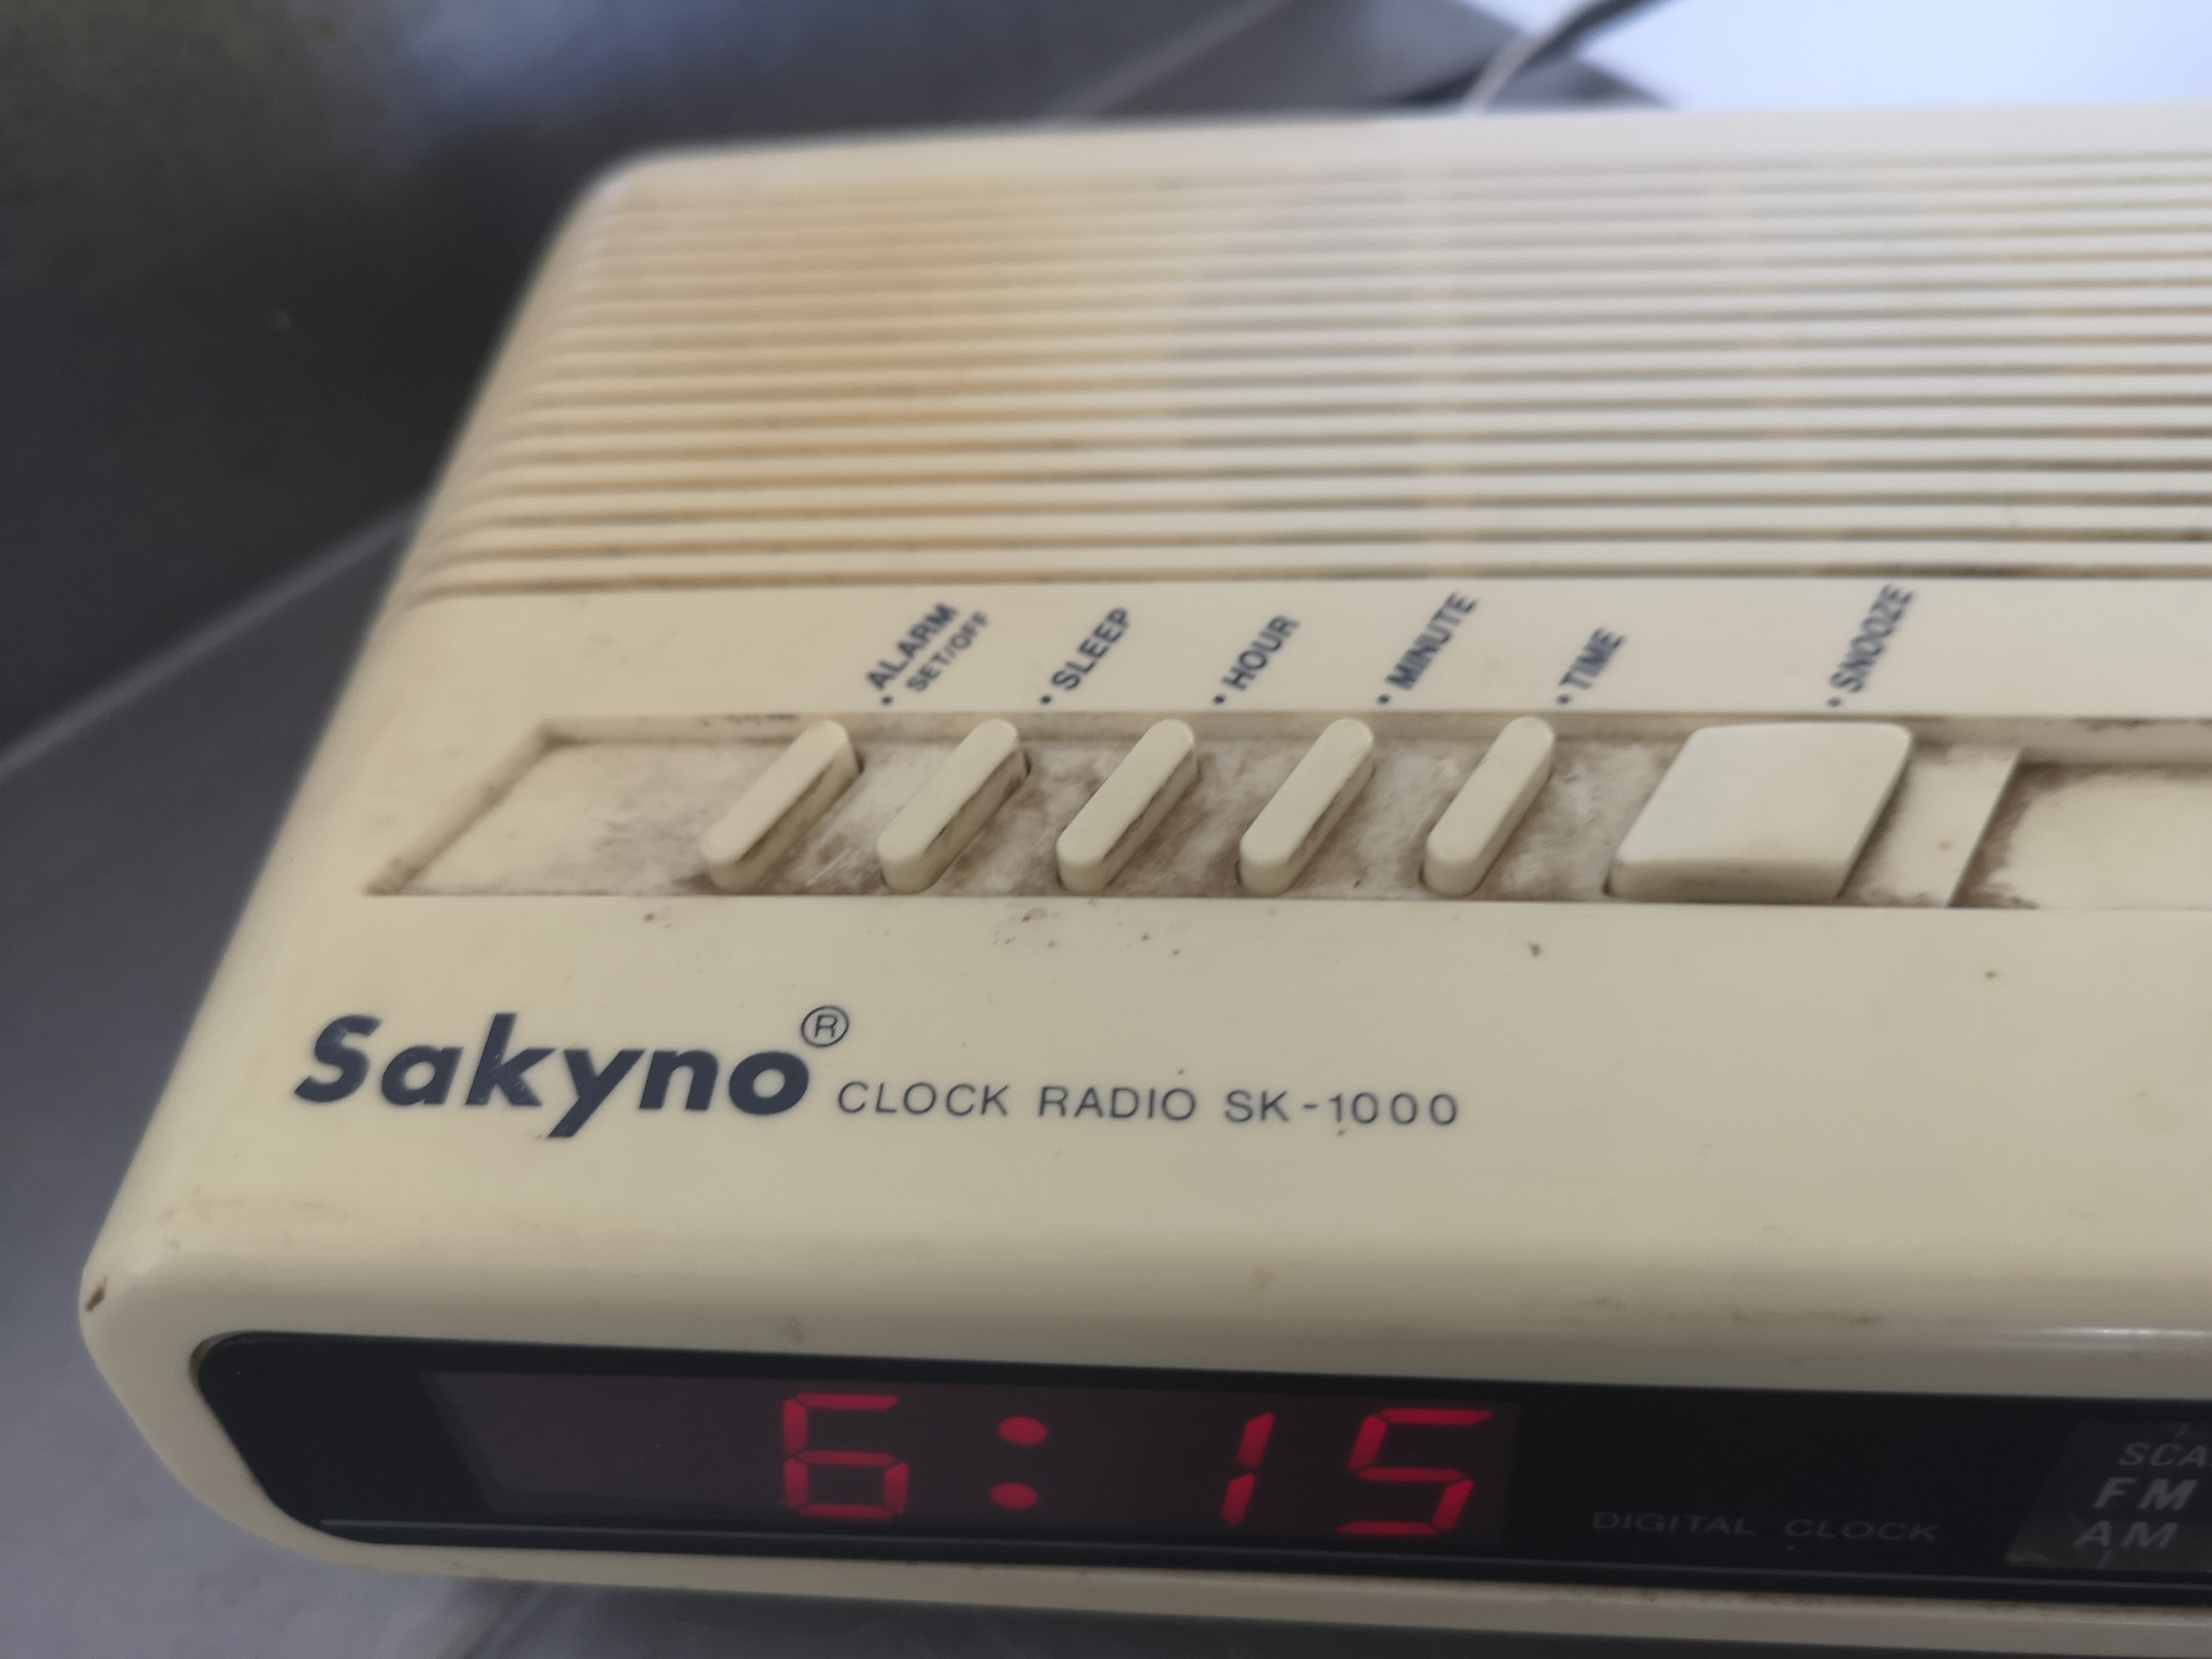 ALARM
SET/OFF
SLEEP
HOUR
MINUTE
TIME
SNOOZE
Sakyno® CLOCK RADIO SK-1000
6:15
DIGITAL CLOCK
FM
AM